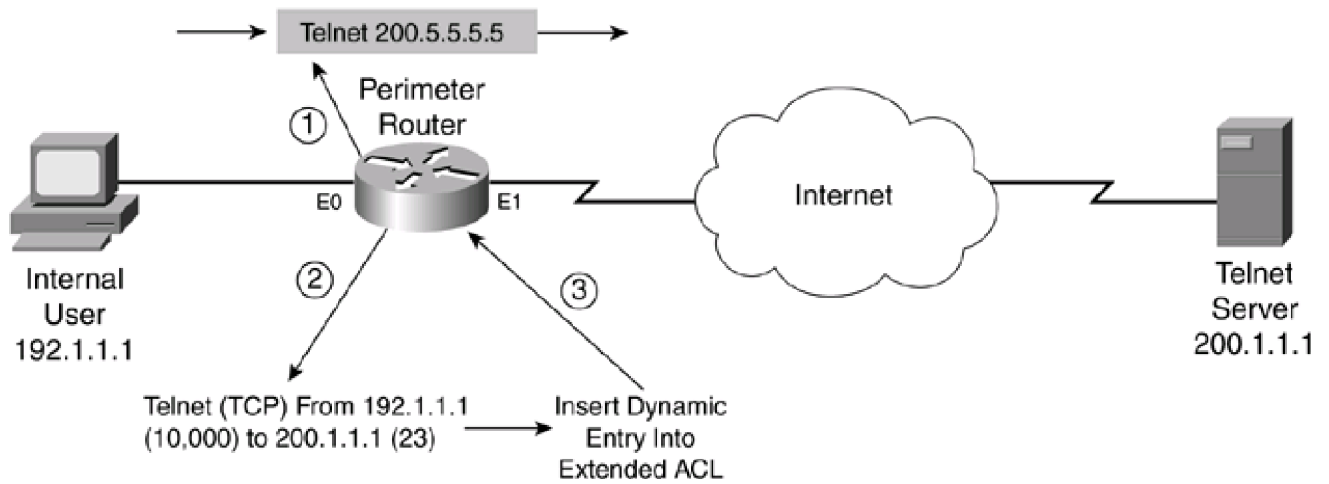 Telnet 200.5.5.5.5
Perimeter
Router
1
E0
E1
Internet
Internal
User
192.1.1.1
Telnet
Server
200.1.1.1
2
3
Telnet (TCP) From 192.1.1.1
(10,000) to 200.1.1.1 (23)
Insert Dynamic
Entry Into
Extended ACL